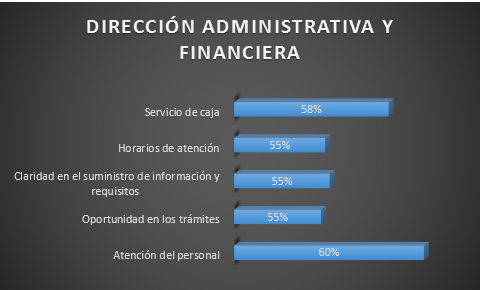 DIRECCIÓN ADMINISTRATIVA Y
FINANCIERA
Servicio de caja
58%
Horarios de atención
55%
Claridad en el suministro de información y
requisitos
55%
Oportunidad en los trámites
55%
Atención del personal
60%